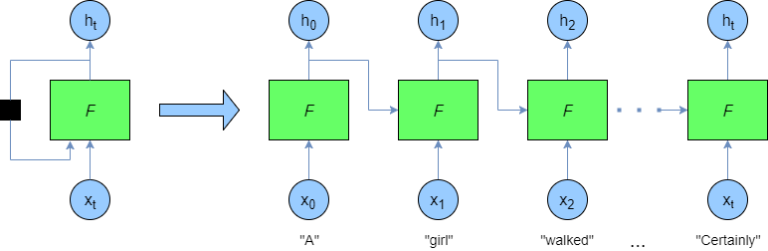 hₜ h₀ h₁ h₂ hₜ
F F F F F
xₜ x₀ x₁ x₂ xₜ
"A" "girl" "walked" ... "Certainly"